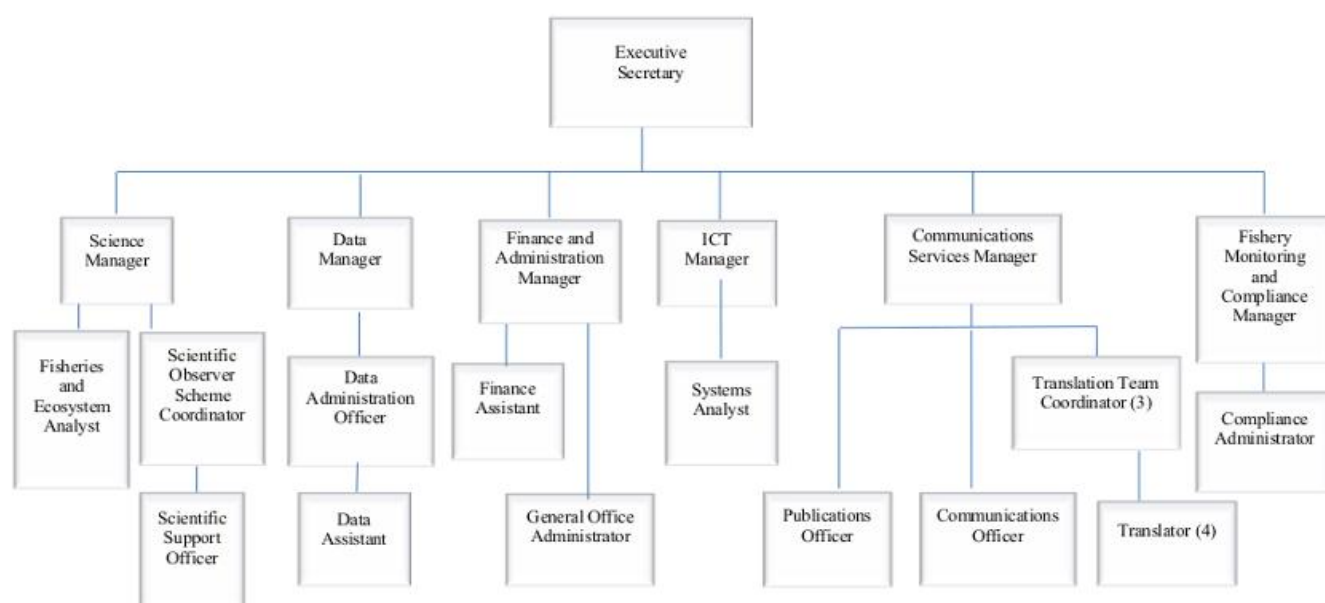 Executive
Secretary
Science
Manager
Data
Manager
Finance and
Administration
Manager
ICT
Manager
Communications
Services Manager
Fishery
Monitoring
and
Compliance
Manager
Fisheries
and
Ecosystem
Analyst
Scientific
Observer
Scheme
Coordinator
Data
Administration
Officer
Finance
Assistant
Systems
Analyst
Translation Team
Coordinator (3)
Compliance
Administrator
Scientific
Support
Officer
Data
Assistant
General Office
Administrator
Publications
Officer
Communications
Officer
Translator (4)